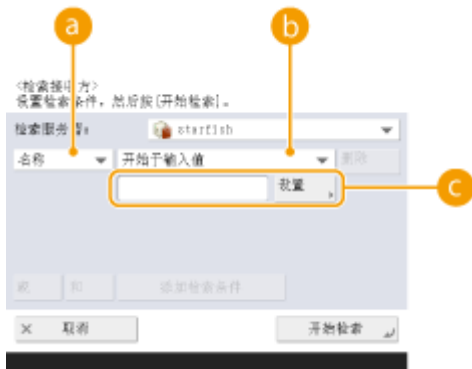 a b
<检索接收方>
设置检索条件，然后按[开始检索]。
检索服务器： starfish
名称 开始于输入值 删除
设置
c
或 和 添加检索条件
× 取消 开始检索